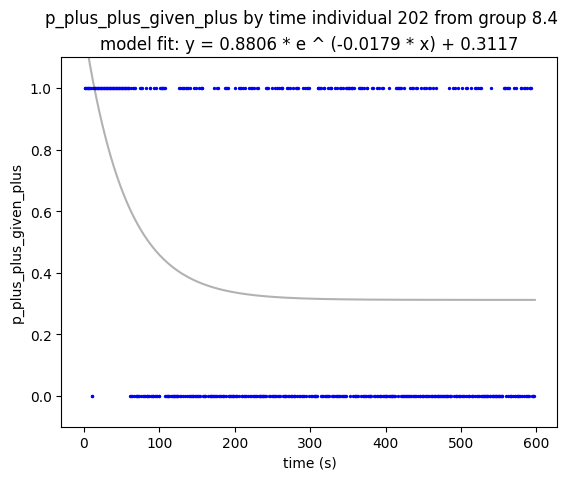 p_plus_plus_given_plus by time individual 202 from group 8.4
model fit: y = 0.8806 * e ^ (-0.0179 * x) + 0.3117
1.0
0.8
0.6
0.4
0.2
0.0
p_plus_plus_given_plus
0 100 200 300 400 500 600
time (s)